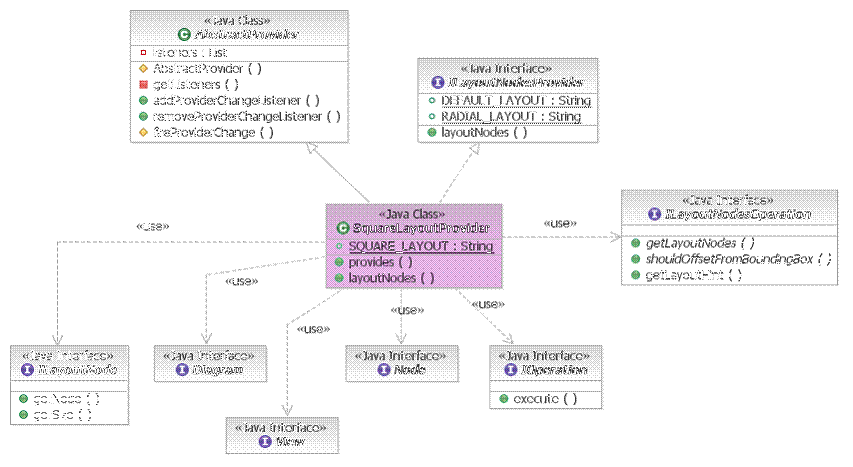 «Java Class»
AbstractProvider
listeners : List
AbstractProvider ( )
getListeners ( )
addProviderChangeListener ( )
removeProviderChangeListener ( )
fireProviderChange ( )
«Java Interface»
ILayoutNodesProvider
DEFAULT_LAYOUT : String
RADIAL_LAYOUT : String
layoutNodes ( )
«Java Class»
SquareLayoutProvider
SQUARE_LAYOUT : String
provides ( )
layoutNodes ( )
«Java Interface»
ILayoutNodesOperation
getLayoutNodes ( )
shouldOffsetFromBoundingBox ( )
getLayoutHint ( )
«use»
«use»
«use»
«use»
«use»
«use»
«Java Interface»
ILayoutNode
getNode ( )
getSize ( )
«Java Interface»
Diagram
«Java Interface»
Node
«Java Interface»
IOperation
execute ( )
«Java Interface»
View